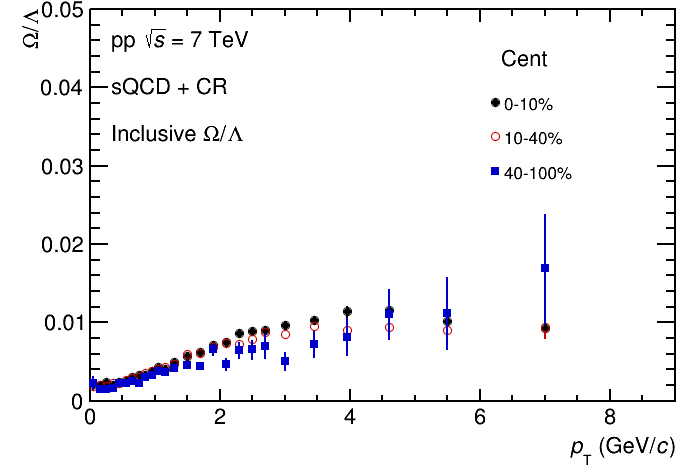 Ω/Λ
0.05
0.04
0.03
0.02
0.01
0
pp √s = 7 TeV
sQCD + CR
Inclusive Ω/Λ
Cent
0-10%
10-40%
40-100%
0 2 4 6 8
p_T (GeV/c)